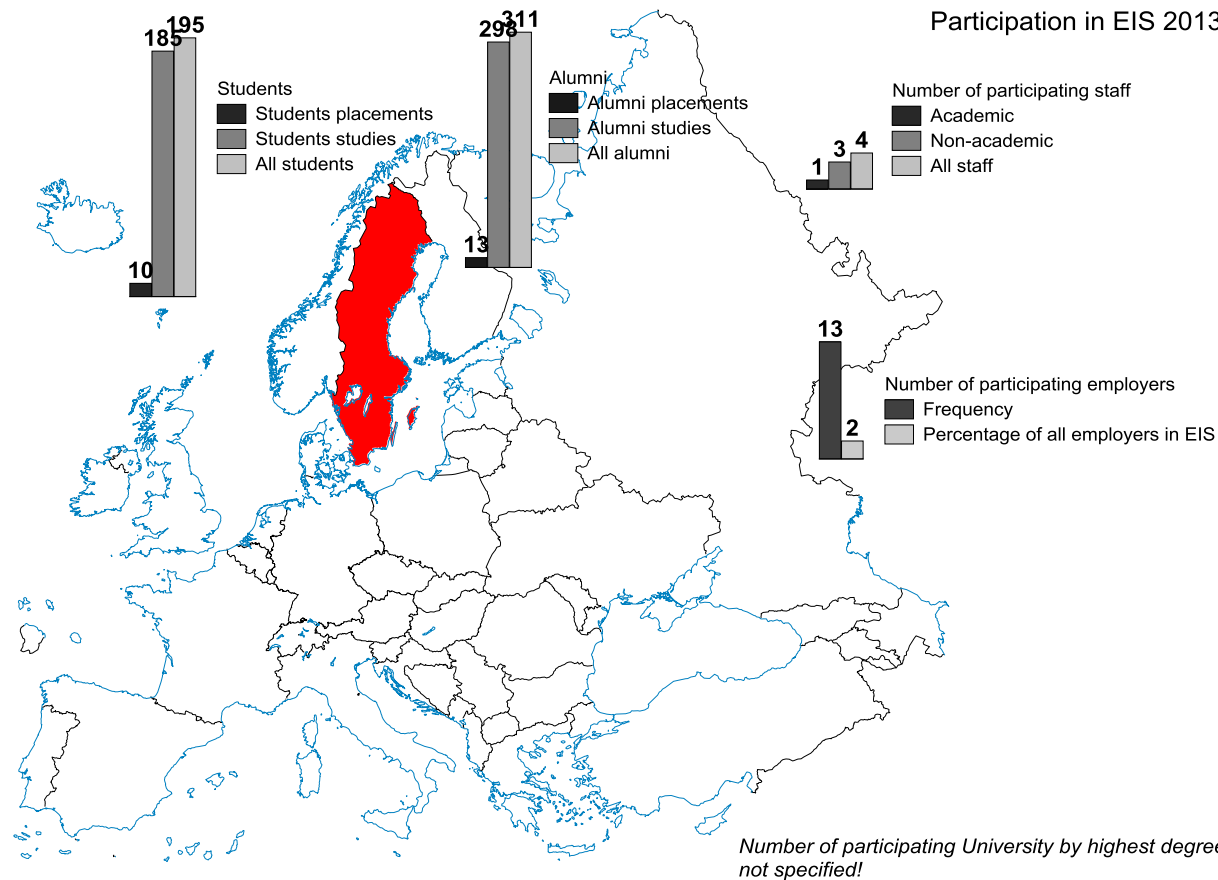 Participation in EIS 2013
195
185
10
Students
Students placements
Students studies
All students
311
298
13
Alumni
Alumni placements
Alumni studies
All alumni
1
3
4
Number of participating staff
Academic
Non-academic
All staff
13
2
Number of participating employers
Frequency
Percentage of all employers in EIS
Number of participating University by highest degree
not specified!